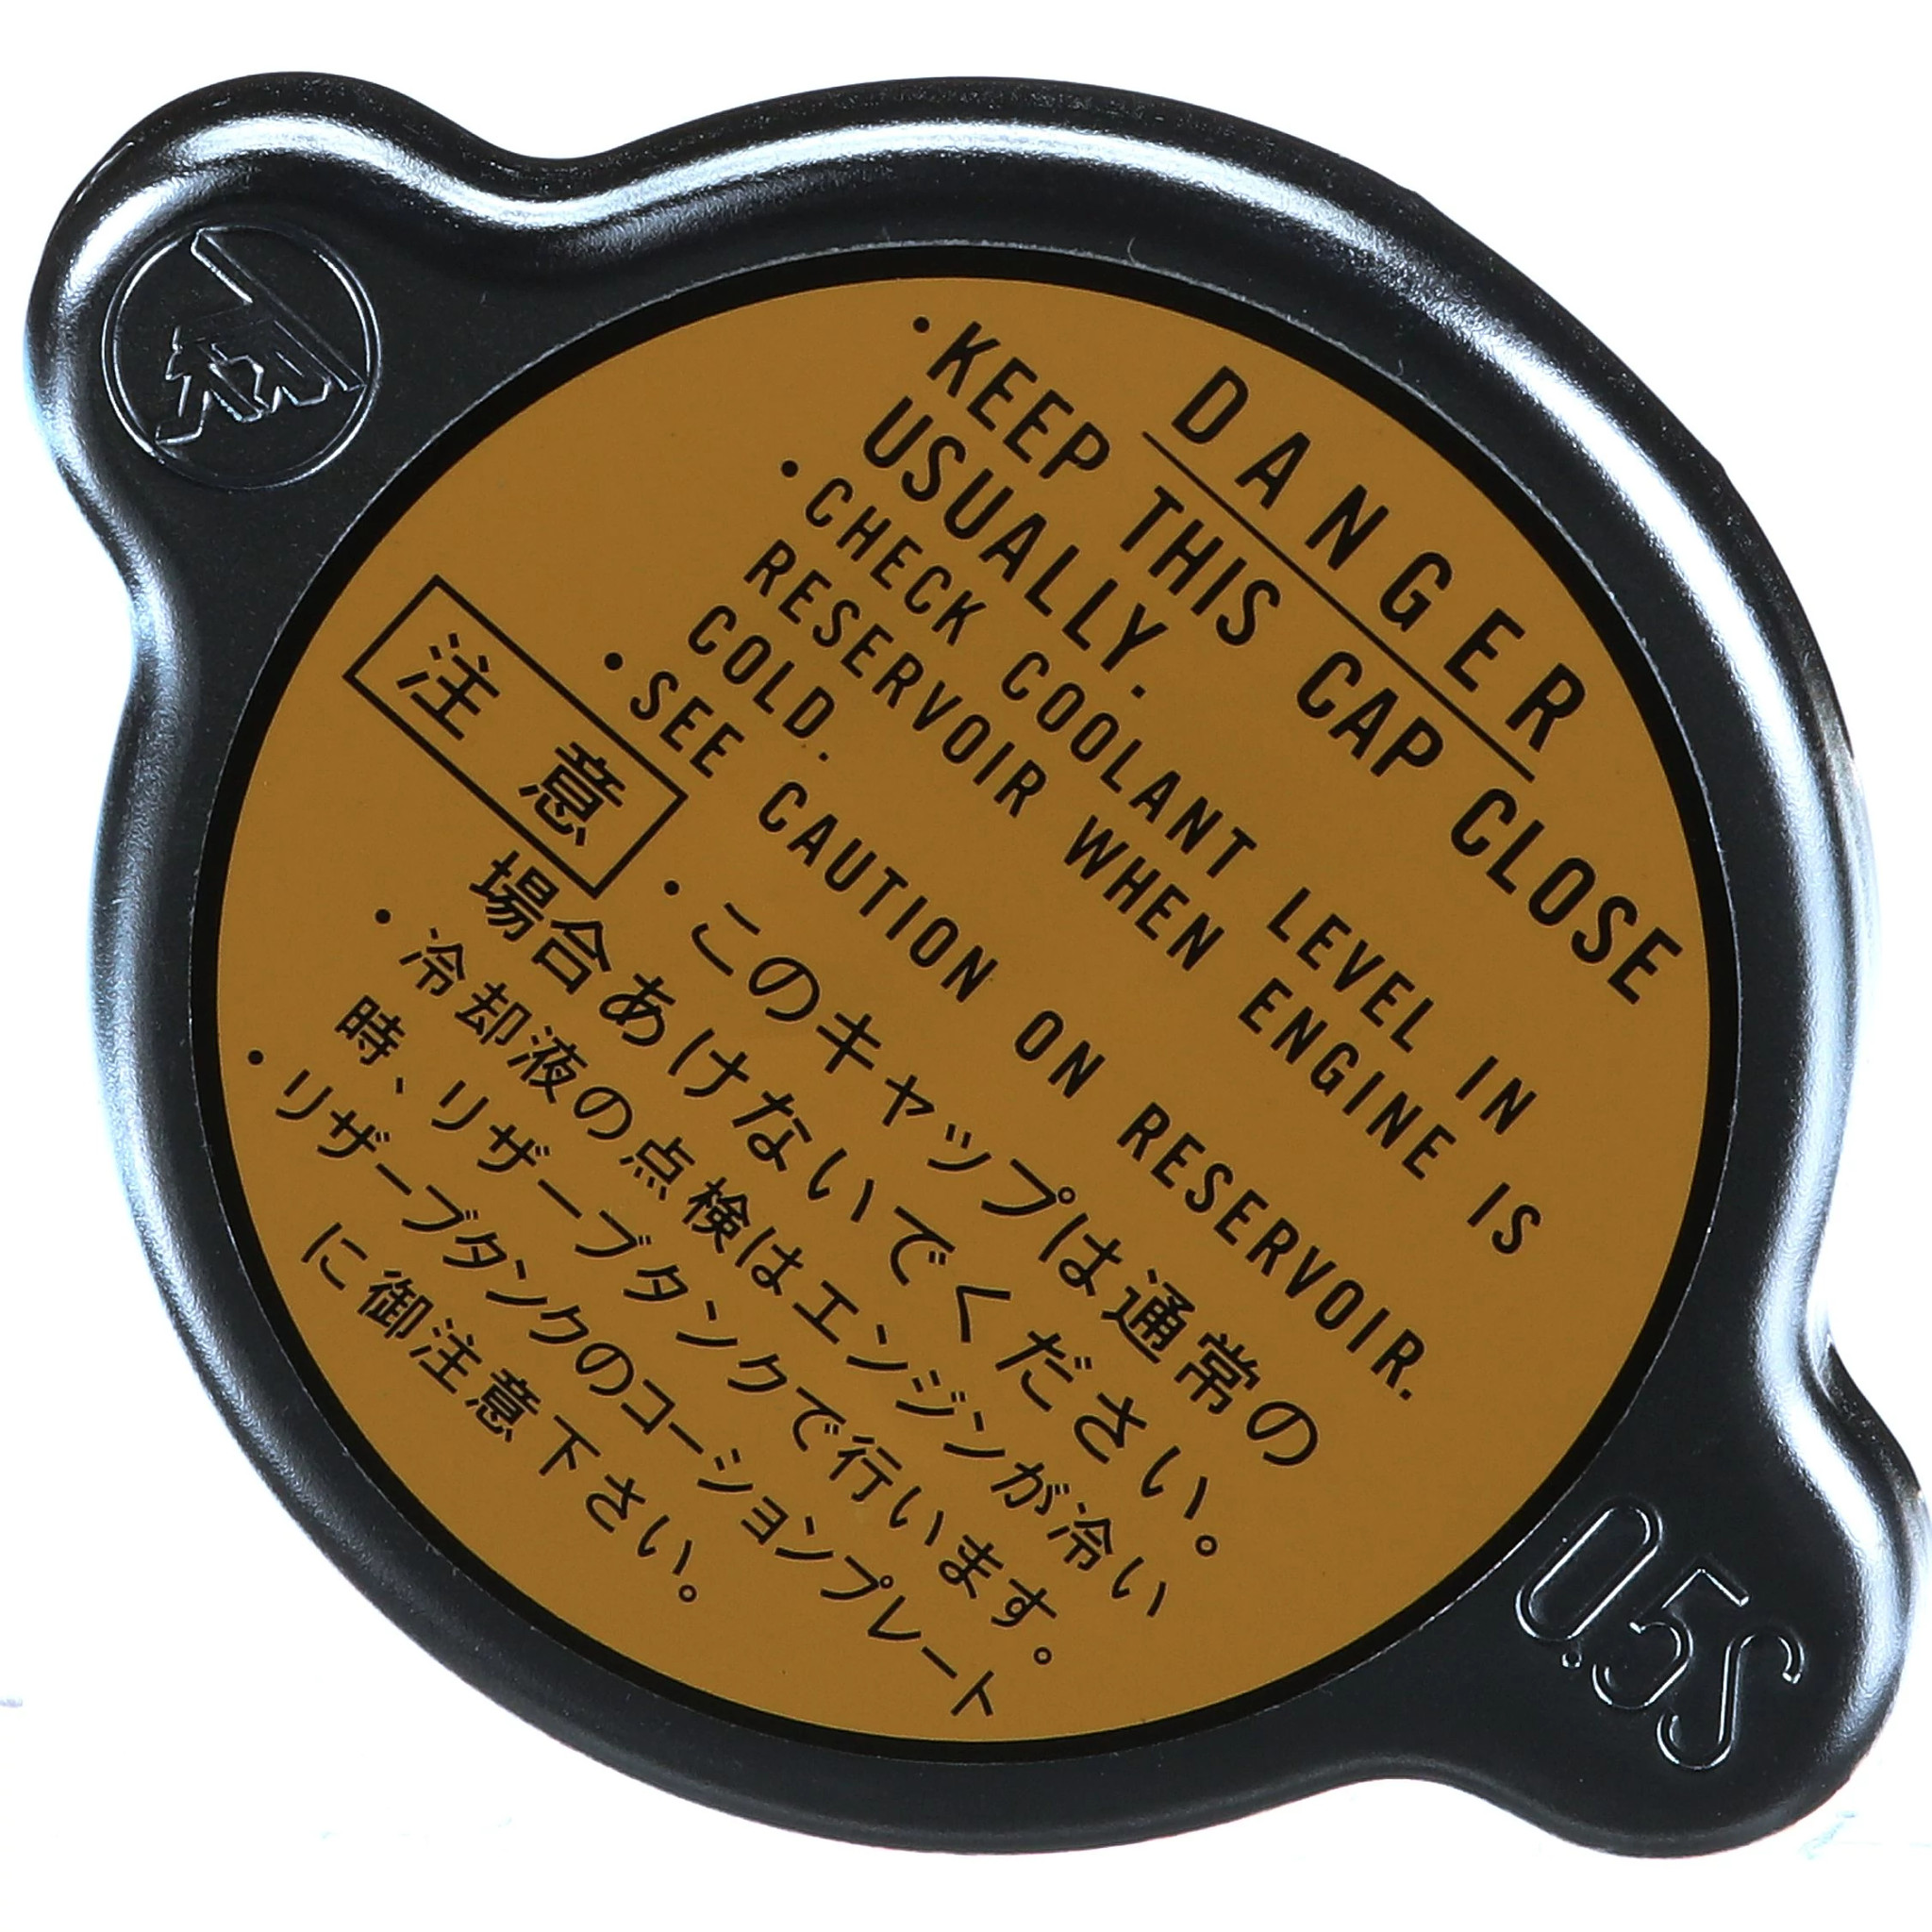 DANGER
・KEEP THIS CAP CLOSE
USUALLY.
・CHECK COOLANT LEVEL IN
RESERVOIR WHEN ENGINE IS
COLD.
・SEE CAUTION ON RESERVOIR.
注意
・このキャップは通常の
場合あけないでください。
・冷却液の点検はエンジンが冷い
時、リザーブタンクで行います。
・リザーブタンクのコーションプレート
に御注意下さい。
0.5S